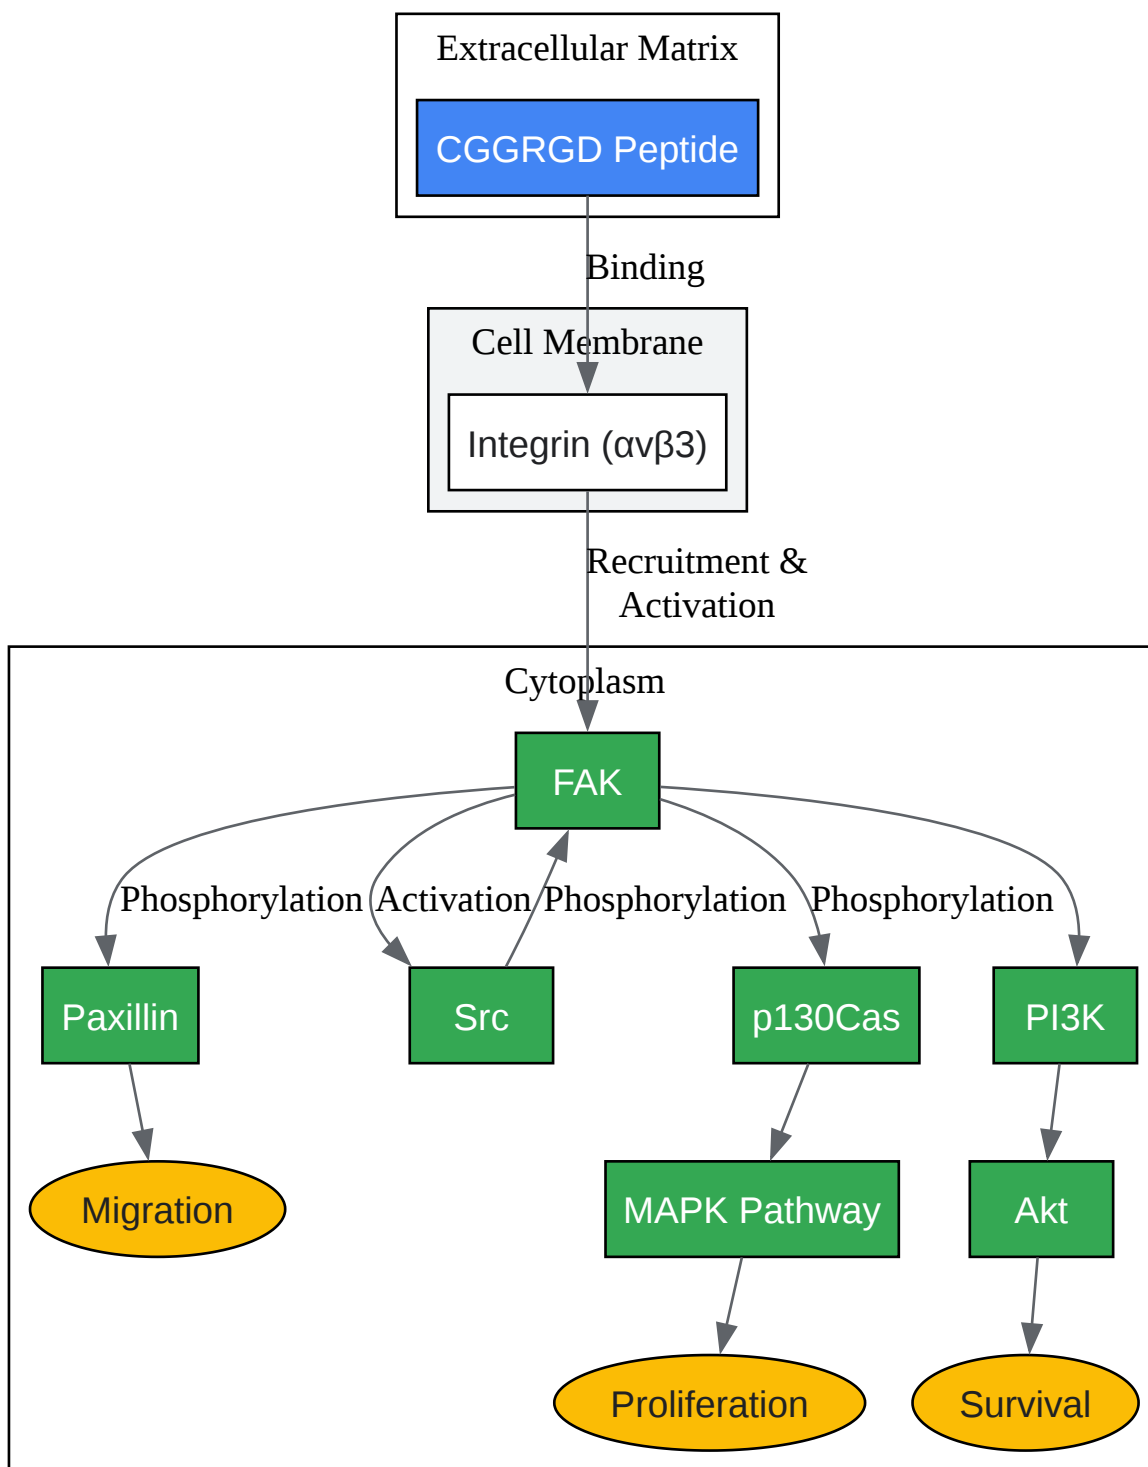 Extracellular Matrix
CGGRGD Peptide
Binding
Cell Membrane
Integrin (αvβ3)
Recruitment &
Activation
Cytoplasm
FAK
Phosphorylation
Activation
Phosphorylation
Phosphorylation
Paxillin
Src
p130Cas
PI3K
Migration
MAPK Pathway
Akt
Proliferation
Survival